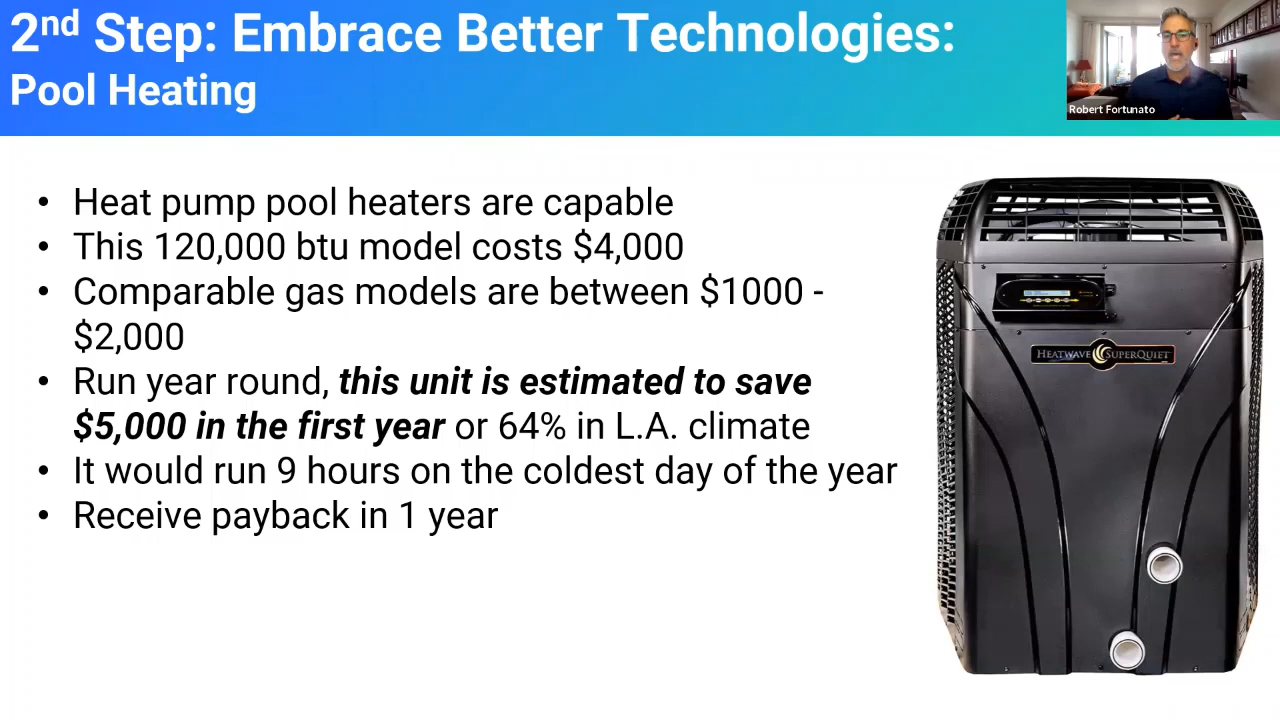 2nd Step: Embrace Better Technologies:
Pool Heating
Robert Fortunato
• Heat pump pool heaters are capable
• This 120,000 btu model costs $4,000
• Comparable gas models are between $1000 -
$2,000
• Run year round, this unit is estimated to save
$5,000 in the first year or 64% in L.A. climate
• It would run 9 hours on the coldest day of the year
• Receive payback in 1 year
HEATWAVE SUPERQUIET